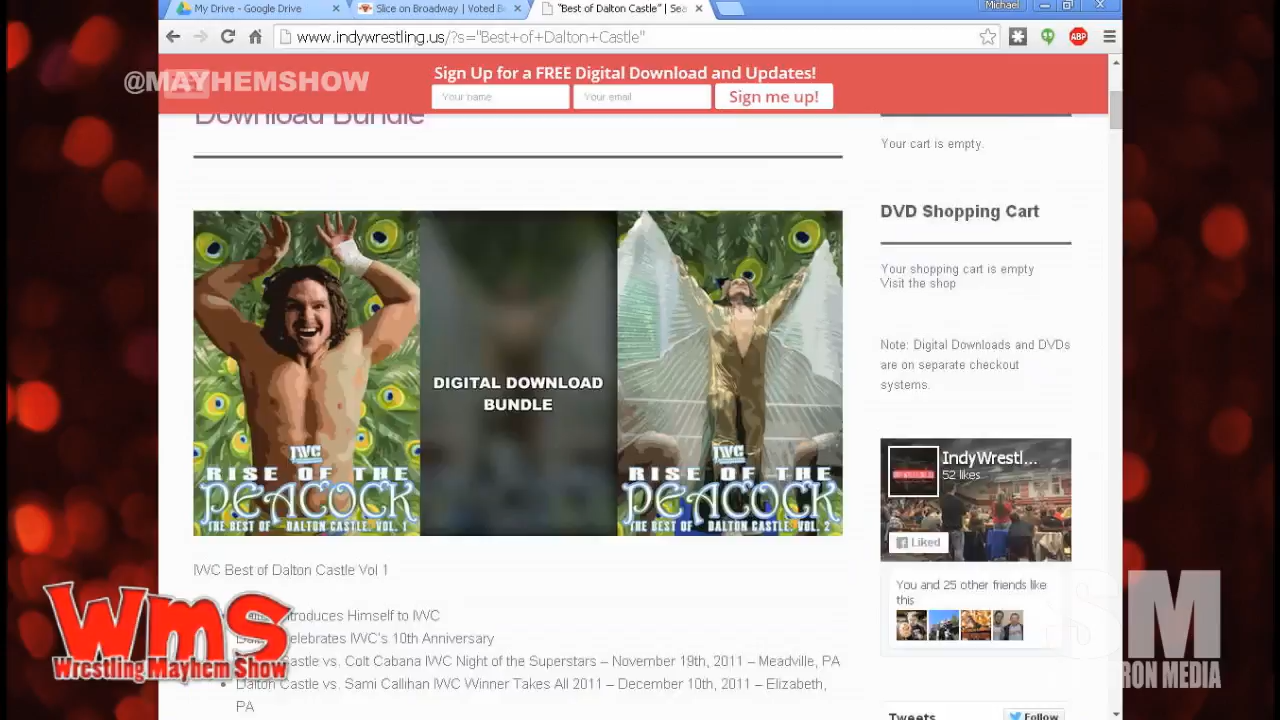 My Drive - Google Drive
Slice on Broadway | Voted Be
"Best of Dalton Castle" | Sea
Michael
www.indywrestling.us/?s="Best+of+Dalton+Castle"
ABP
@MAYHEMSHOW
Sign Up for a FREE Digital Download and Updates!
Your name
Your email
Sign me up!
Download Bundle
Your cart is empty.
DVD Shopping Cart
Your shopping cart is empty
Visit the shop
Note: Digital Downloads and DVDs
are on separate checkout
systems.
DIGITAL DOWNLOAD
BUNDLE
IWC
RISE OF THE
PEACOCK
THE BEST OF DALTON CASTLE: VOL. 1
IWC
RISE OF THE
PEACOCK
THE BEST OF DALTON CASTLE: VOL. 2
IndyWrestl...
52 likes
Liked
You and 25 other friends like
this
IWC Best of Dalton Castle Vol 1
Introduces Himself to IWC
Celebrates IWC's 10th Anniversary
Castle vs. Colt Cabana IWC Night of the Superstars – November 19th, 2011 – Meadville, PA
Dalton Castle vs. Sami Callihan IWC Winner Takes All 2011 – December 10th, 2011 – Elizabeth,
PA
Tweets
Follow
WMS
Wrestling Mayhem Show
SM
RON MEDIA